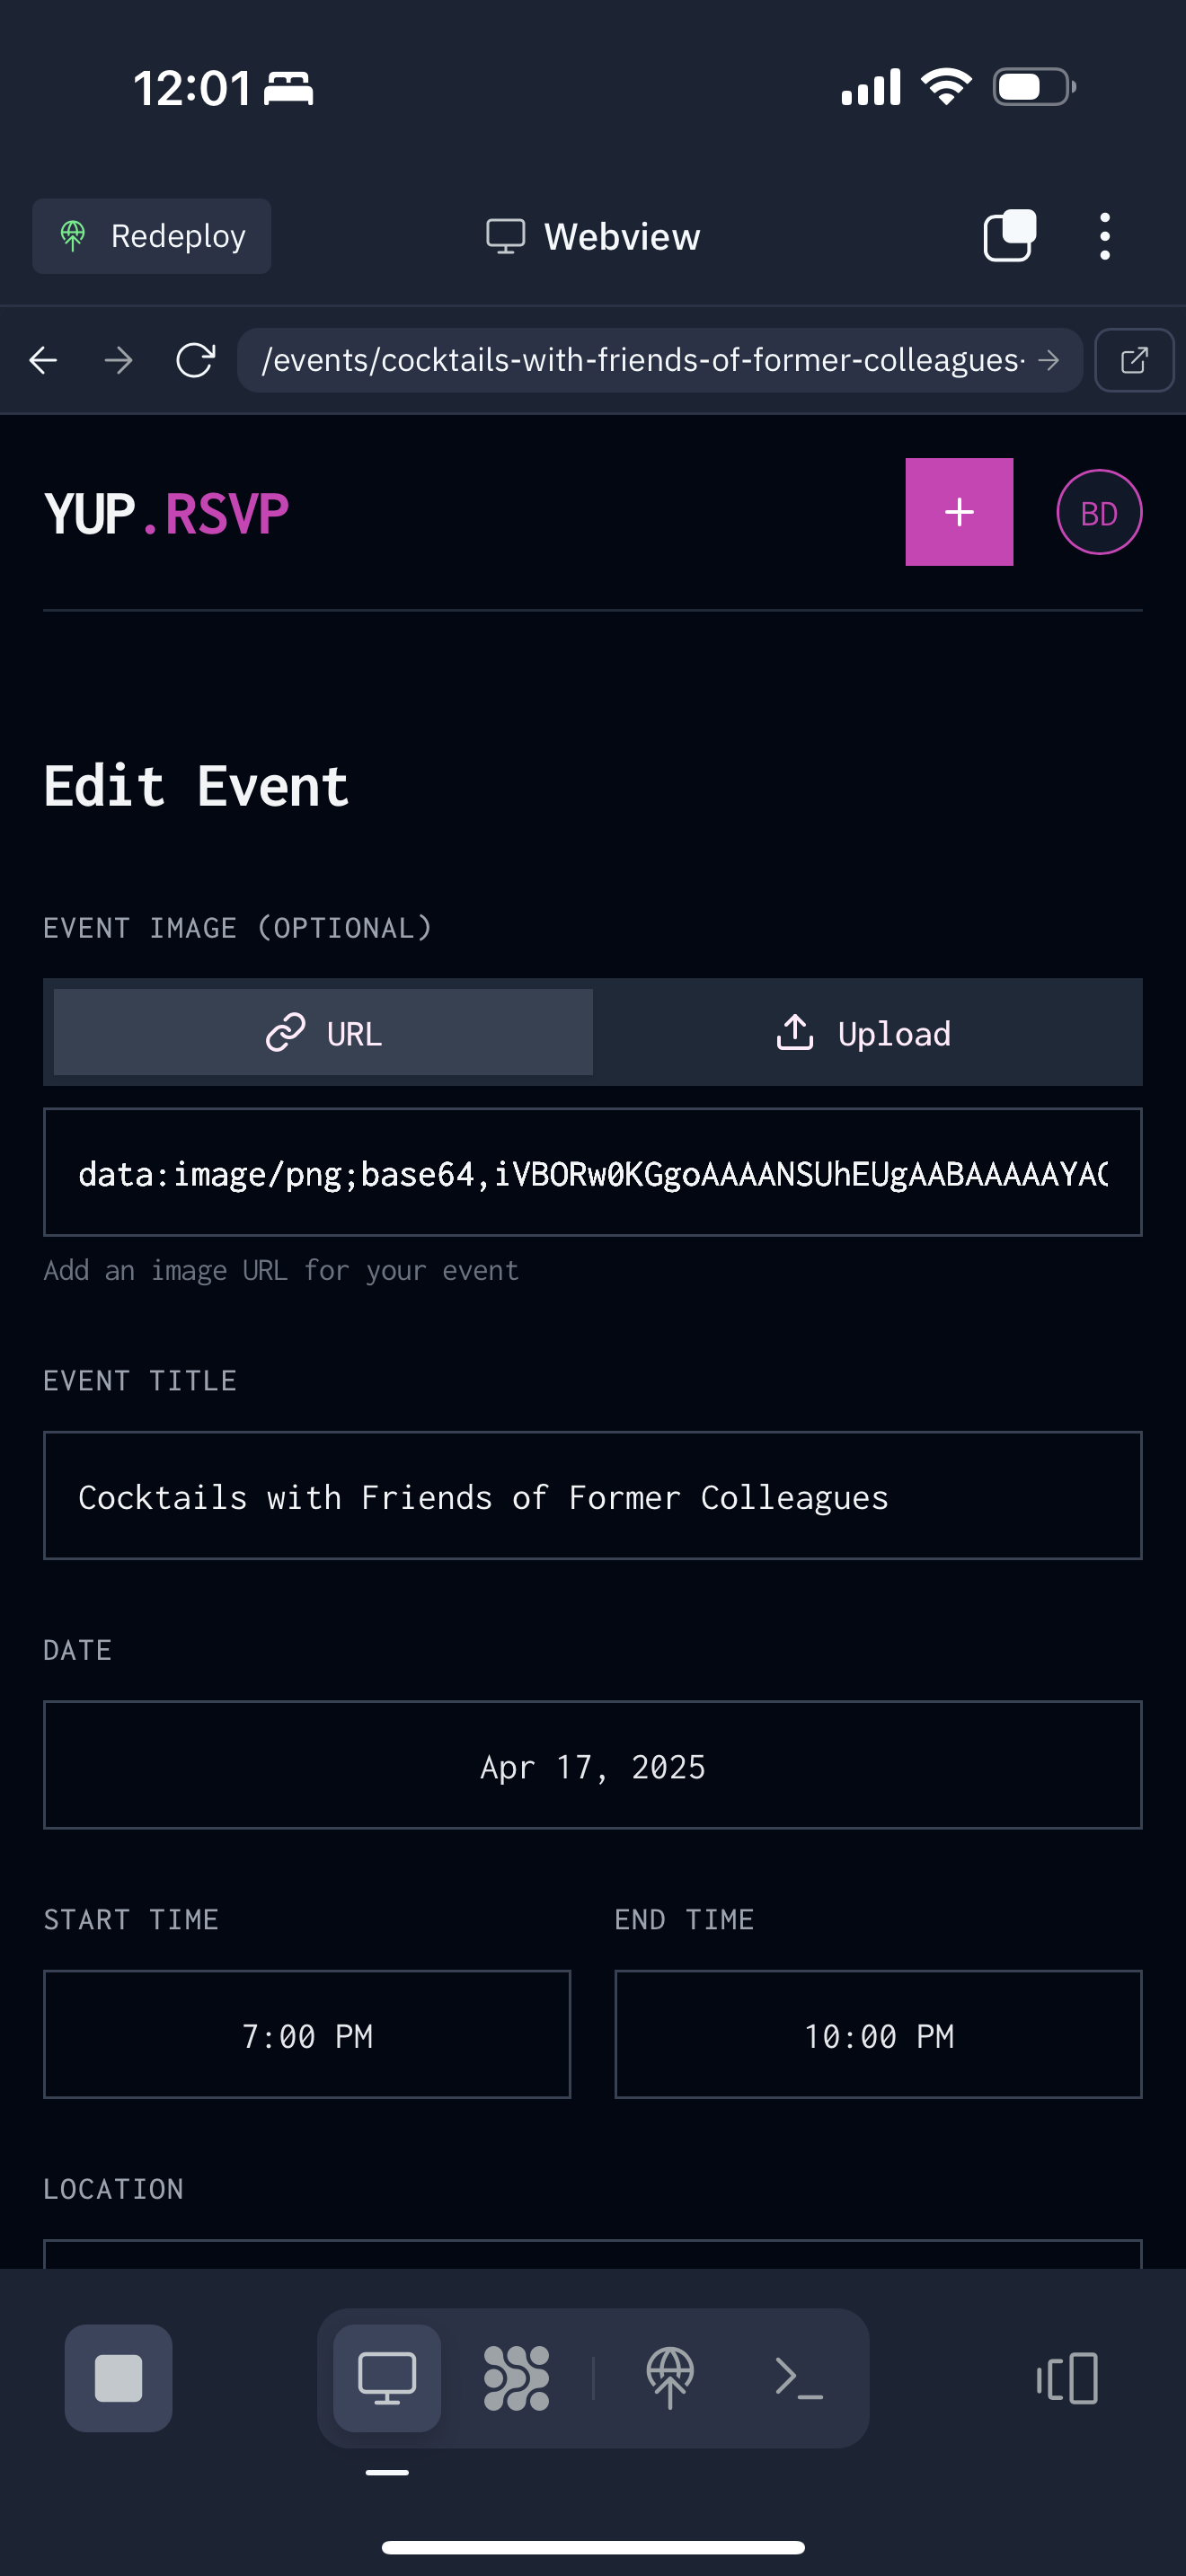 12:01
Redeploy
Webview
/events/cocktails-with-friends-of-former-colleagues-
YUP.RSVP
+
BD
Edit Event
EVENT IMAGE (OPTIONAL)
URL
Upload
data:image/png;base64,iVBORw0KGgoAAAANSUhEUgAABAAAAAYAC
Add an image URL for your event
EVENT TITLE
Cocktails with Friends of Former Colleagues
DATE
Apr 17, 2025
START TIME
END TIME
7:00 PM
10:00 PM
LOCATION